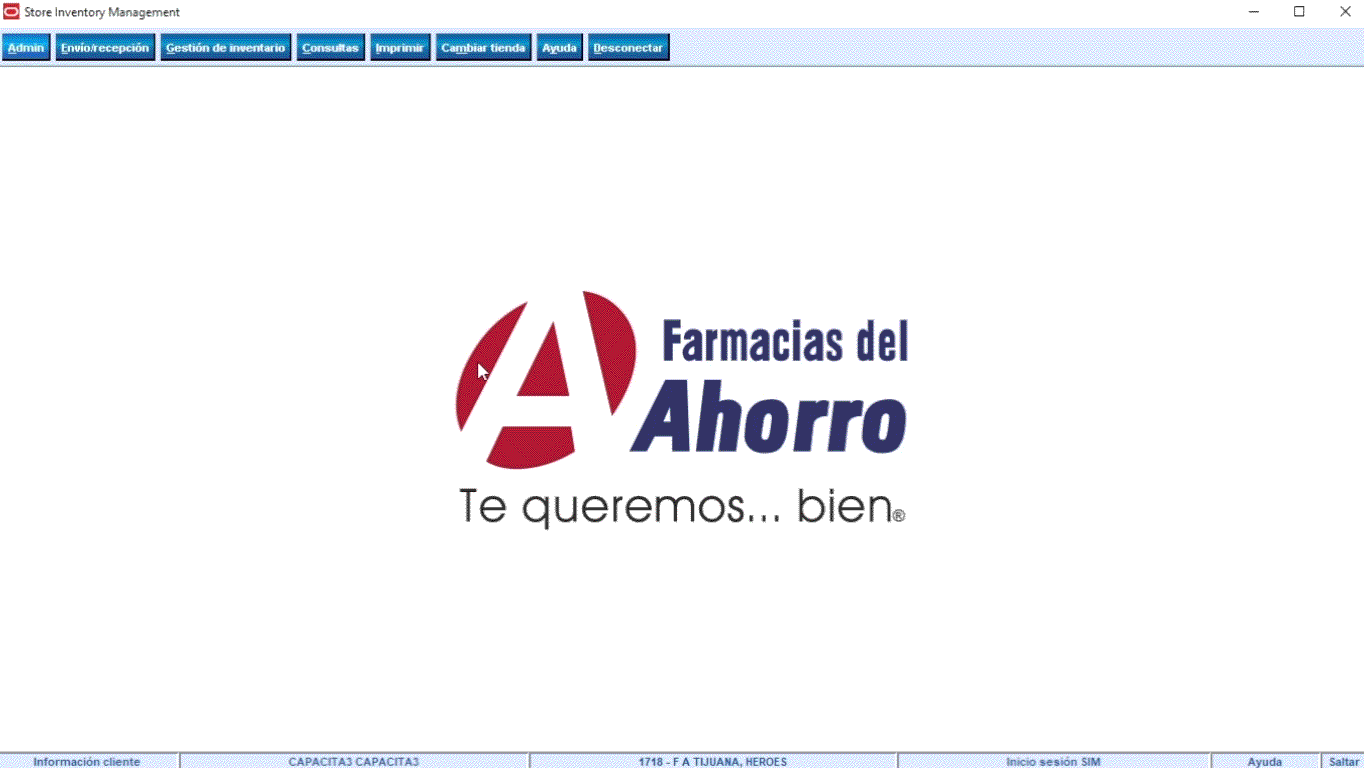 Store Inventory Management
Admin Envío/recepción Gestión de inventario Consultas Imprimir Cambiar tienda Ayuda Desconectar
Farmacias del
Ahorro
Te queremos... bien®
Información cliente CAPACITA3 CAPACITA3 1718 - F A TIJUANA, HEROES Inicio sesión SIM Ayuda Saltar